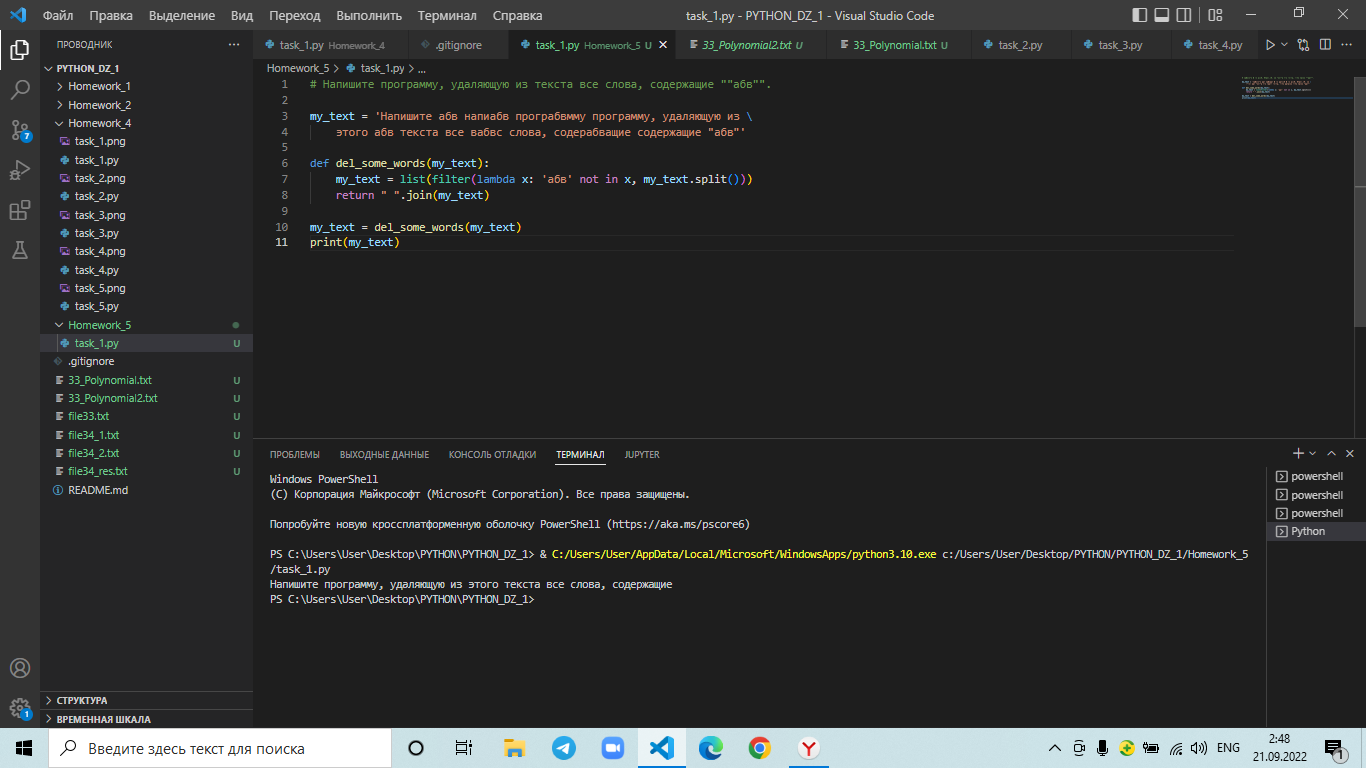 Файл Правка Выделение Вид Переход Выполнить Терминал Справка task_1.py - PYTHON_DZ_1 - Visual Studio Code
ПРОВОДНИК ...
task_1.py Homework_4 .gitignore task_1.py Homework_5 U 33_Polynomial2.txt U 33_Polynomial.txt U task_2.py task_3.py task_4.py
PYTHON_DZ_1
Homework_1
Homework_2
Homework_4
task_1.png
task_1.py
task_2.png
task_2.py
task_3.png
task_3.py
task_4.png
task_4.py
task_5.png
task_5.py
Homework_5
task_1.py U
.gitignore
33_Polynomial.txt U
33_Polynomial2.txt U
file33.txt U
file34_1.txt U
file34_2.txt U
file34_res.txt U
README.md
СТРУКТУРА
ВРЕМЕННАЯ ШКАЛА
7
1
Homework_5 > task_1.py > ...
1 # Напишите программу, удаляющую из текста все слова, содержащие ""абв"".
2
3 my_text = 'Напишите абв напиабв програбвмму программу, удаляющую из \
4 этого абв текста все вабвс слова, содерабващие содержащие "абв"'
5
6 def del_some_words(my_text):
7 my_text = list(filter(lambda x: 'абв' not in x, my_text.split()))
8 return " ".join(my_text)
9
10 my_text = del_some_words(my_text)
11 print(my_text)
ПРОБЛЕМЫ ВЫХОДНЫЕ ДАННЫЕ КОНСОЛЬ ОТЛАДКИ ТЕРМИНАЛ JUPYTER
Windows PowerShell
(C) Корпорация Майкрософт (Microsoft Corporation). Все права защищены.
Попробуйте новую кроссплатформенную оболочку PowerShell (https://aka.ms/pscore6)
PS C:\Users\User\Desktop\PYTHON\PYTHON_DZ_1> & C:/Users/User/AppData/Local/Microsoft/WindowsApps/python3.10.exe c:/Users/User/Desktop/PYTHON/PYTHON_DZ_1/Homework_5
/task_1.py
Напишите программу, удаляющую из этого текста все слова, содержащие
PS C:\Users\User\Desktop\PYTHON\PYTHON_DZ_1>
powershell
powershell
powershell
Python
Введите здесь текст для поиска
ENG
2:48
21.09.2022
1